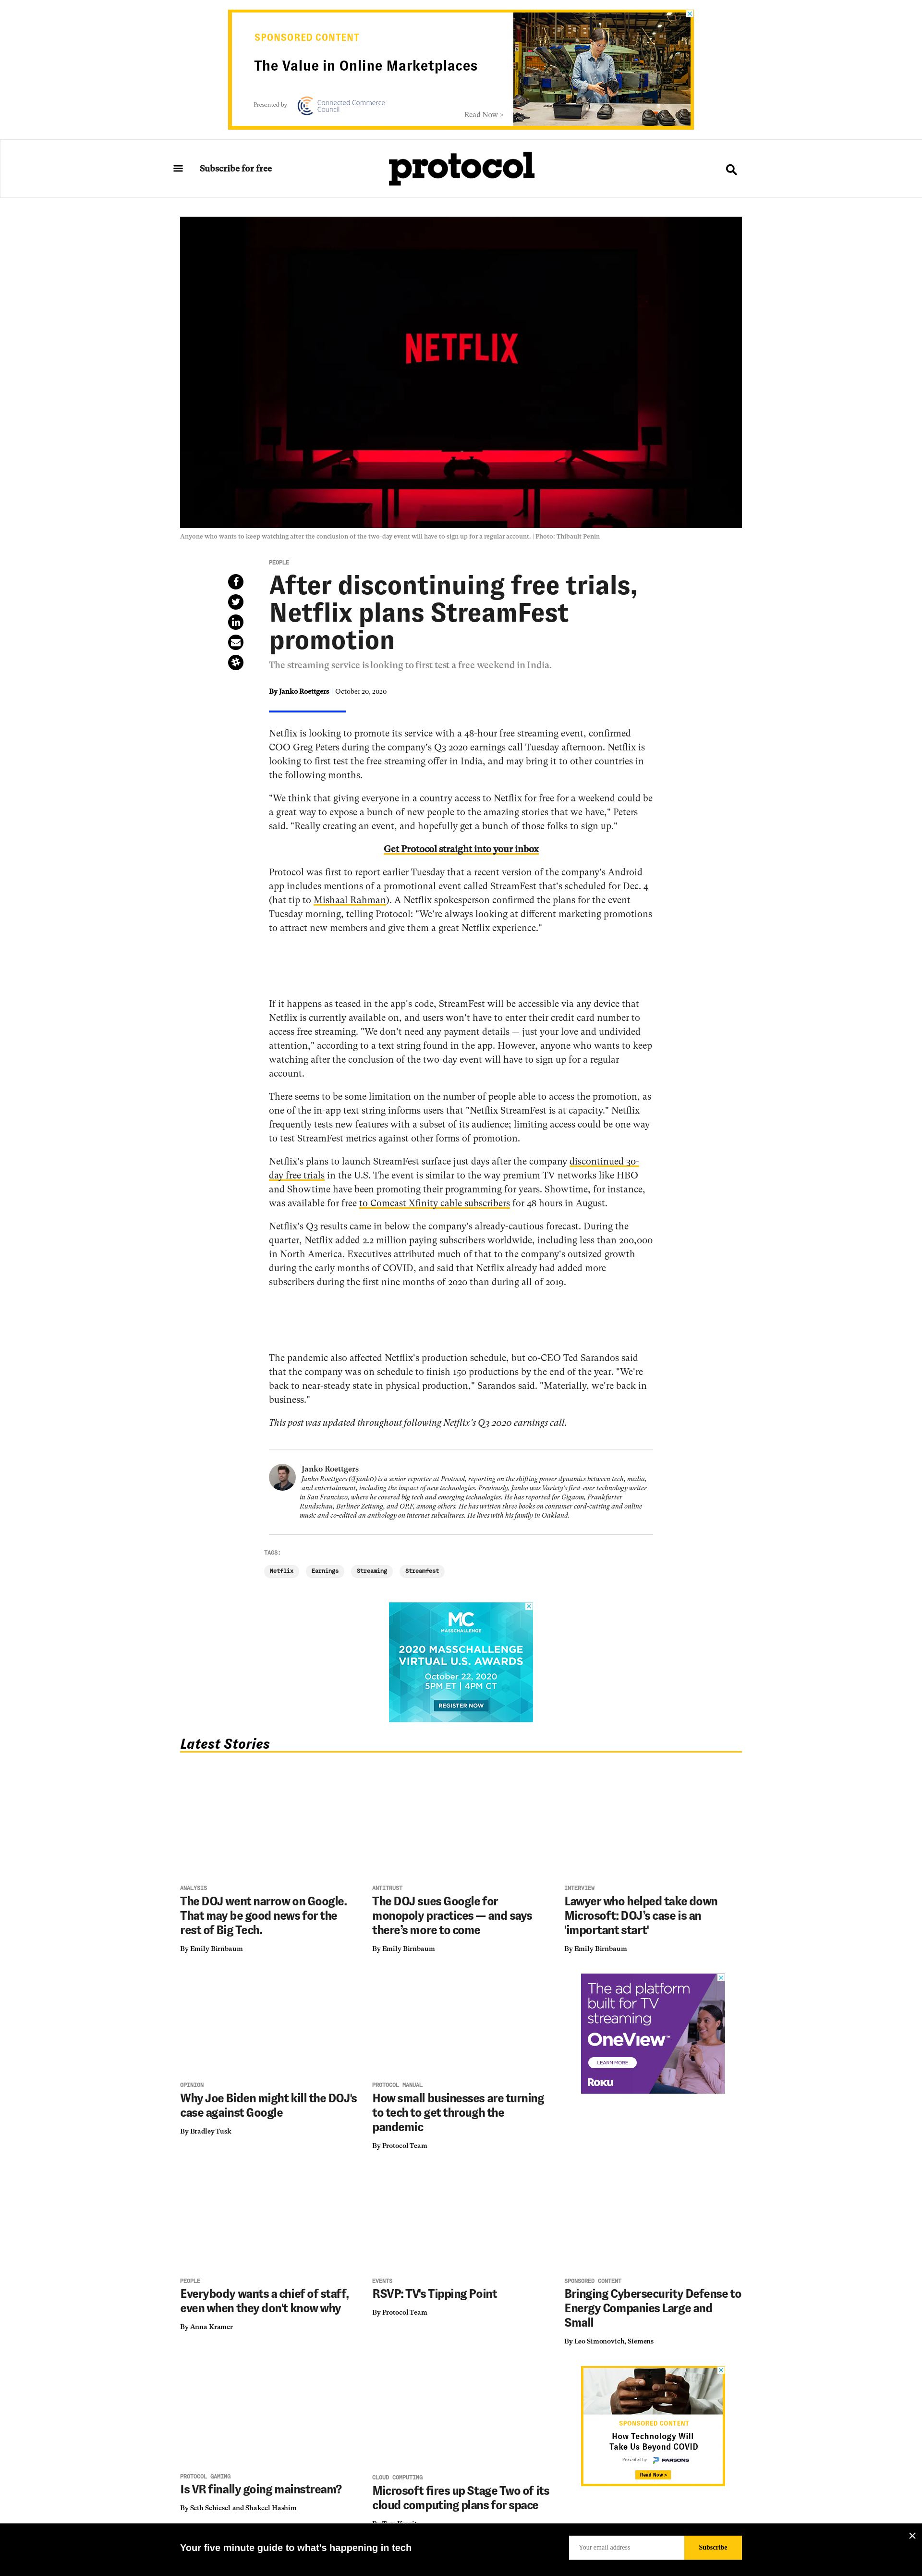 SPONSORED CONTENT
The Value in Online Marketplaces
Presented by
Connected Commerce
Council
Read Now >
Subscribe for free
protocol
NETFLIX
Anyone who wants to keep watching after the conclusion of the two-day event will have to sign up for a regular account. | Photo: Thibault Penin
PEOPLE
After discontinuing free trials,
Netflix plans StreamFest
promotion
The streaming service is looking to first test a free weekend in India.
By Janko Roettgers | October 20, 2020
Netflix is looking to promote its service with a 48-hour free streaming event, confirmed
COO Greg Peters during the company's Q3 2020 earnings call Tuesday afternoon. Netflix is
looking to first test the free streaming offer in India, and may bring it to other countries in
the following months.
"We think that giving everyone in a country access to Netflix for free for a weekend could be
a great way to expose a bunch of new people to the amazing stories that we have," Peters
said. "Really creating an event, and hopefully get a bunch of those folks to sign up."
Get Protocol straight into your inbox
Protocol was first to report earlier Tuesday that a recent version of the company's Android
app includes mentions of a promotional event called StreamFest that's scheduled for Dec. 4
(hat tip to Mishaal Rahman). A Netflix spokesperson confirmed the plans for the event
Tuesday morning, telling Protocol: "We're always looking at different marketing promotions
to attract new members and give them a great Netflix experience."
If it happens as teased in the app's code, StreamFest will be accessible via any device that
Netflix is currently available on, and users won't have to enter their credit card number to
access free streaming. "We don't need any payment details — just your love and undivided
attention," according to a text string found in the app. However, anyone who wants to keep
watching after the conclusion of the two-day event will have to sign up for a regular
account.
There seems to be some limitation on the number of people able to access the promotion, as
one of the in-app text string informs users that "Netflix StreamFest is at capacity." Netflix
frequently tests new features with a subset of its audience; limiting access could be one way
to test StreamFest metrics against other forms of promotion.
Netflix's plans to launch StreamFest surface just days after the company discontinued 30-
day free trials in the U.S. The event is similar to the way premium TV networks like HBO
and Showtime have been promoting their programming for years. Showtime, for instance,
was available for free to Comcast Xfinity cable subscribers for 48 hours in August.
Netflix's Q3 results came in below the company's already-cautious forecast. During the
quarter, Netflix added 2.2 million paying subscribers worldwide, including less than 200,000
in North America. Executives attributed much of that to the company's outsized growth
during the early months of COVID, and said that Netflix already had added more
subscribers during the first nine months of 2020 than during all of 2019.
The pandemic also affected Netflix's production schedule, but co-CEO Ted Sarandos said
that the company was on schedule to finish 150 productions by the end of the year. "We're
back to near-steady state in physical production," Sarandos said. "Materially, we're back in
business."
This post was updated throughout following Netflix's Q3 2020 earnings call.
Janko Roettgers
Janko Roettgers (@jank0) is a senior reporter at Protocol, reporting on the shifting power dynamics between tech, media,
and entertainment, including the impact of new technologies. Previously, Janko was Variety's first-ever technology writer
in San Francisco, where he covered big tech and emerging technologies. He has reported for Gigaom, Frankfurter
Rundschau, Berliner Zeitung, and ORF, among others. He has written three books on consumer cord-cutting and online
music and co-edited an anthology on internet subcultures. He lives with his family in Oakland.
TAGS:
Netflix Earnings Streaming Streamfest
MC
MASSCHALLENGE
2020 MASSCHALLENGE
VIRTUAL U.S. AWARDS
October 22, 2020
5PM ET | 4PM CT
REGISTER NOW
Latest Stories
ANALYSIS
The DOJ went narrow on Google.
That may be good news for the
rest of Big Tech.
By Emily Birnbaum
ANTITRUST
The DOJ sues Google for
monopoly practices — and says
there's more to come
By Emily Birnbaum
INTERVIEW
Lawyer who helped take down
Microsoft: DOJ's case is an
'important start'
By Emily Birnbaum
OPINION
Why Joe Biden might kill the DOJ's
case against Google
By Bradley Tusk
PROTOCOL MANUAL
How small businesses are turning
to tech to get through the
pandemic
By Protocol Team
The ad platform
built for TV
streaming
OneView™
LEARN MORE
ROKU
PEOPLE
Everybody wants a chief of staff,
even when they don't know why
By Anna Kramer
EVENTS
RSVP: TV's Tipping Point
By Protocol Team
SPONSORED CONTENT
Bringing Cybersecurity Defense to
Energy Companies Large and
Small
By Leo Simonovich, Siemens
PROTOCOL GAMING
Is VR finally going mainstream?
By Seth Schiesel and Shakeel Hashim
CLOUD COMPUTING
Microsoft fires up Stage Two of its
cloud computing plans for space
SPONSORED CONTENT
How Technology Will
Take Us Beyond COVID
Presented by
PARSONS
Read Now >
Your five minute guide to what's happening in tech
Your email address
Subscribe